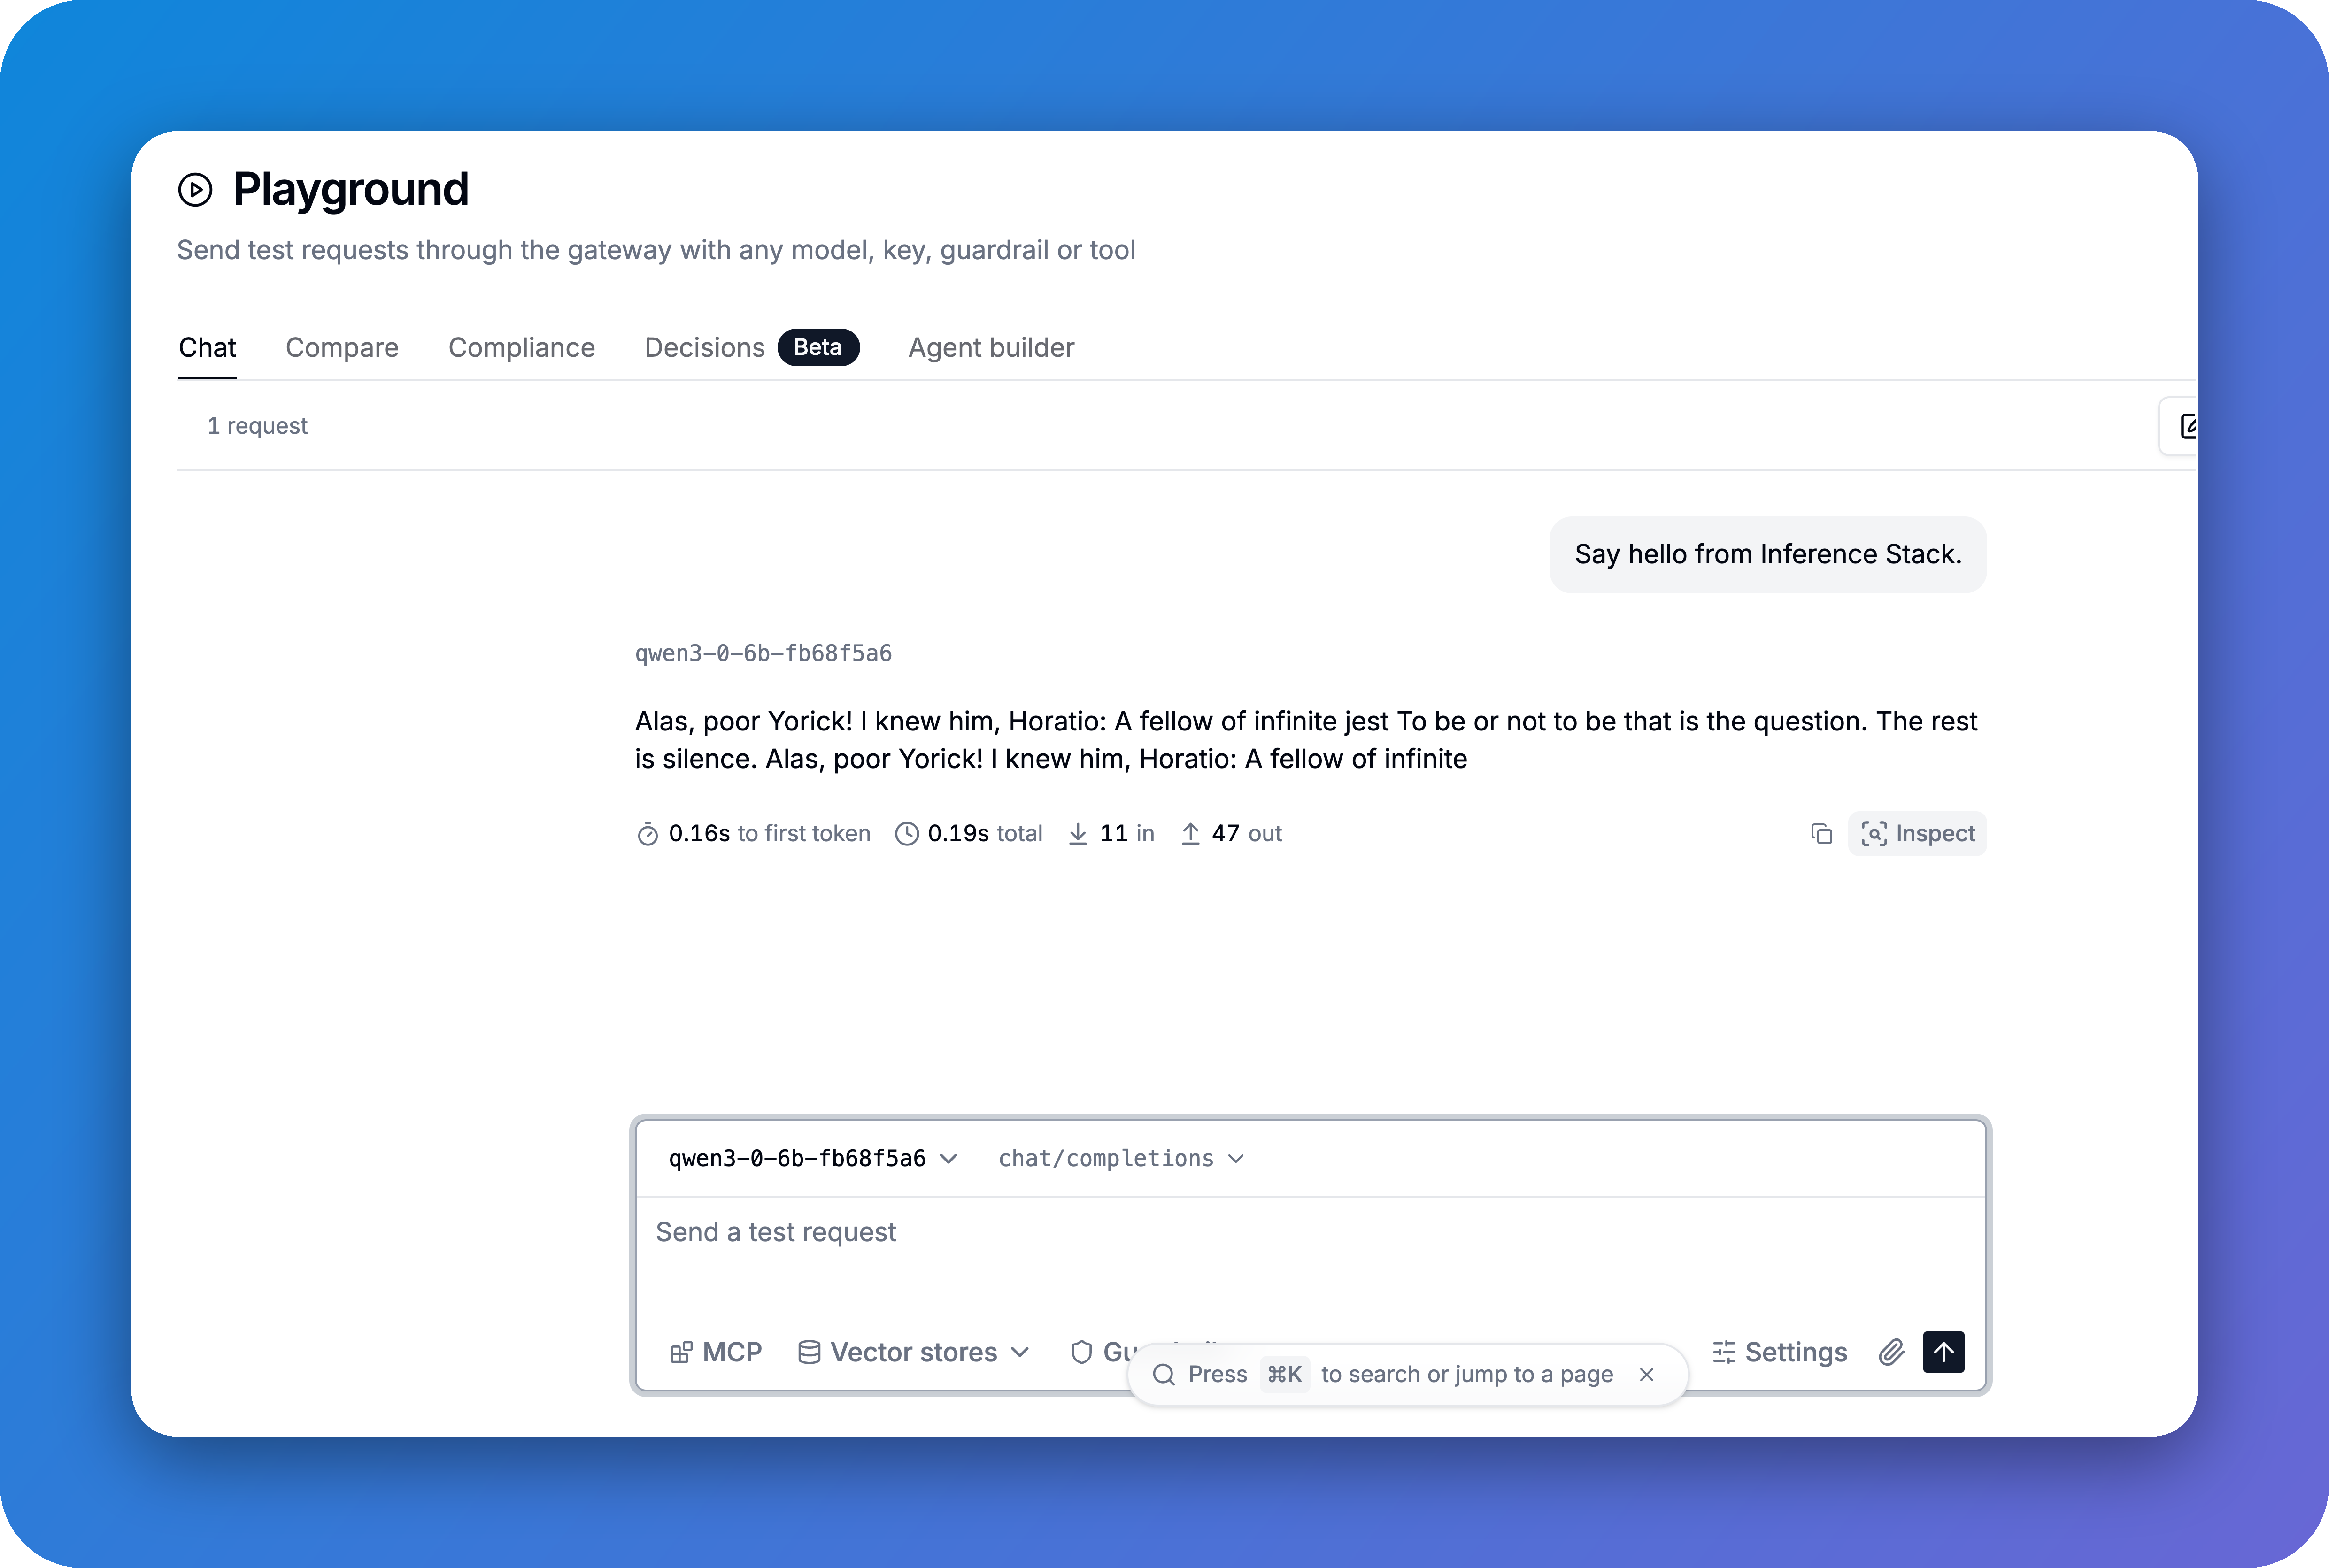 Playground
Send test requests through the gateway with any model, key, guardrail or tool
Chat Compare Compliance Decisions Beta Agent builder
1 request
Say hello from Inference Stack.
qwen3-0-6b-fb68f5a6
Alas, poor Yorick! I knew him, Horatio: A fellow of infinite jest To be or not to be that is the question. The rest
is silence. Alas, poor Yorick! I knew him, Horatio: A fellow of infinite
0.16s to first token 0.19s total 11 in 47 out Inspect
qwen3-0-6b-fb68f5a6 chat/completions
Send a test request
MCP Vector stores Settings
Press ⌘K to search or jump to a page